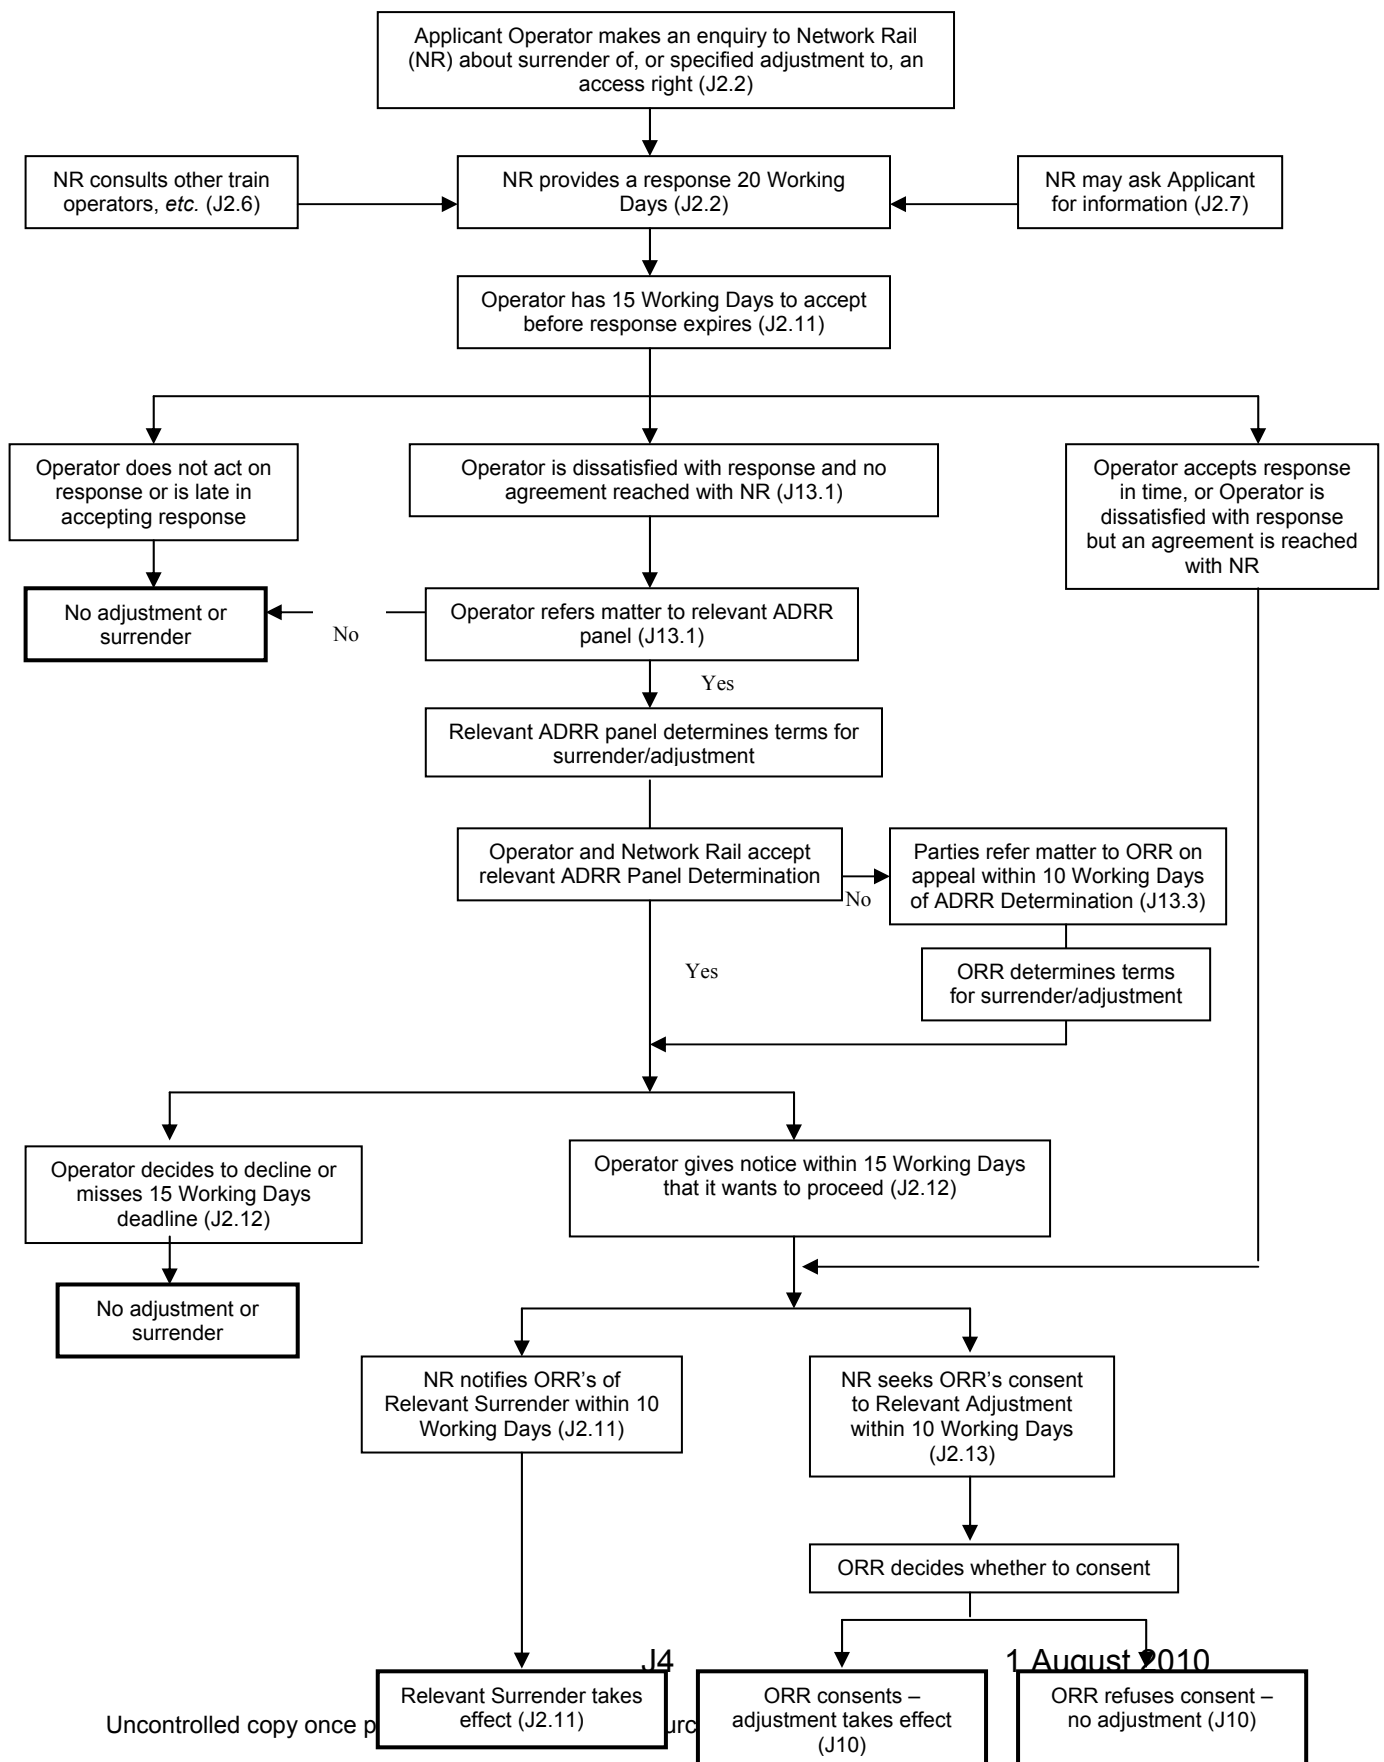 Applicant Operator makes an enquiry to Network Rail
(NR) about surrender of, or specified adjustment to, an
access right (J2.2)
NR consults other train
operators, etc. (J2.6)
NR provides a response 20 Working
Days (J2.2)
NR may ask Applicant
for information (J2.7)
Operator has 15 Working Days to accept
before response expires (J2.11)
Operator does not act on
response or is late in
accepting response
Operator is dissatisfied with response and no
agreement reached with NR (J13.1)
Operator accepts response
in time, or Operator is
dissatisfied with response
but an agreement is reached
with NR
No adjustment or
surrender
No
Operator refers matter to relevant ADRR
panel (J13.1)
Yes
Relevant ADRR panel determines terms for
surrender/adjustment
Operator and Network Rail accept
relevant ADRR Panel Determination
No
Parties refer matter to ORR on
appeal within 10 Working Days
of ADRR Determination (J13.3)
Yes
ORR determines terms
for surrender/adjustment
Operator decides to decline or
misses 15 Working Days
deadline (J2.12)
Operator gives notice within 15 Working Days
that it wants to proceed (J2.12)
No adjustment or
surrender
NR notifies ORR's of
Relevant Surrender within 10
Working Days (J2.11)
NR seeks ORR's consent
to Relevant Adjustment
within 10 Working Days
(J2.13)
ORR decides whether to consent
J4
1 August 2010
Relevant Surrender takes
effect (J2.11)
ORR consents –
adjustment takes effect
(J10)
ORR refuses consent –
no adjustment (J10)
Uncontrolled copy once